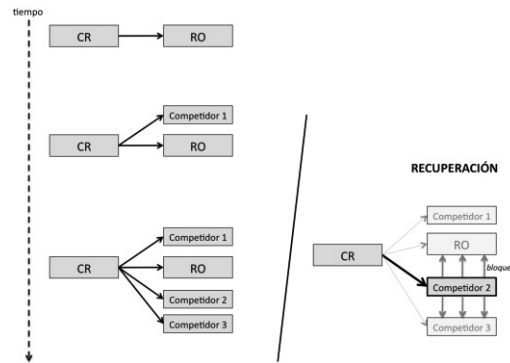 tiempo
CR
RO
Competidor 1
CR
RO
RECUPERACIÓN
Competidor 1
CR
RO
Competidor 2
Competidor 3
Competidor 1
RO
CR
Competidor 2
Competidor 3